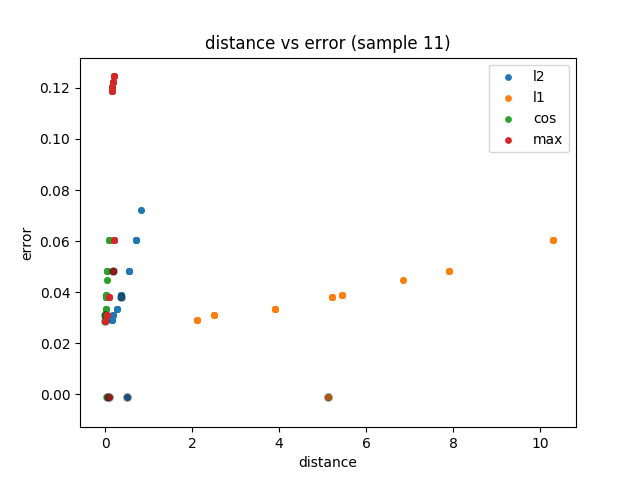 distance vs error (sample 11)
l2
l1
cos
max
0.12
0.10
0.08
0.06
0.04
0.02
0.00
error
0 2 4 6 8 10
distance